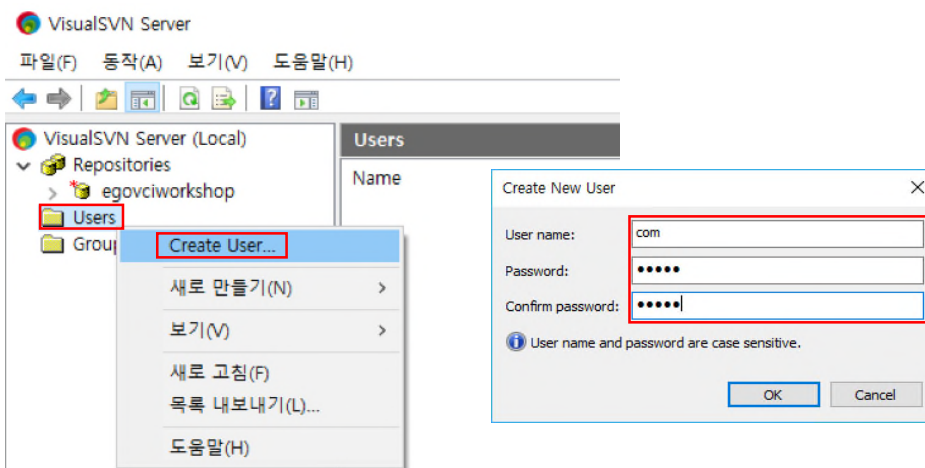 VisualSVN Server
파일(F) 동작(A) 보기(V) 도움말(H)
VisualSVN Server (Local)
Repositories
egovciworkshop
Users
Create User...
새로 만들기(N)
보기(V)
새로 고침(F)
목록 내보내기(L)...
도움말(H)
Users
Name
Create New User
User name: com
Password: •••••
Confirm password: •••••
User name and password are case sensitive.
OK Cancel